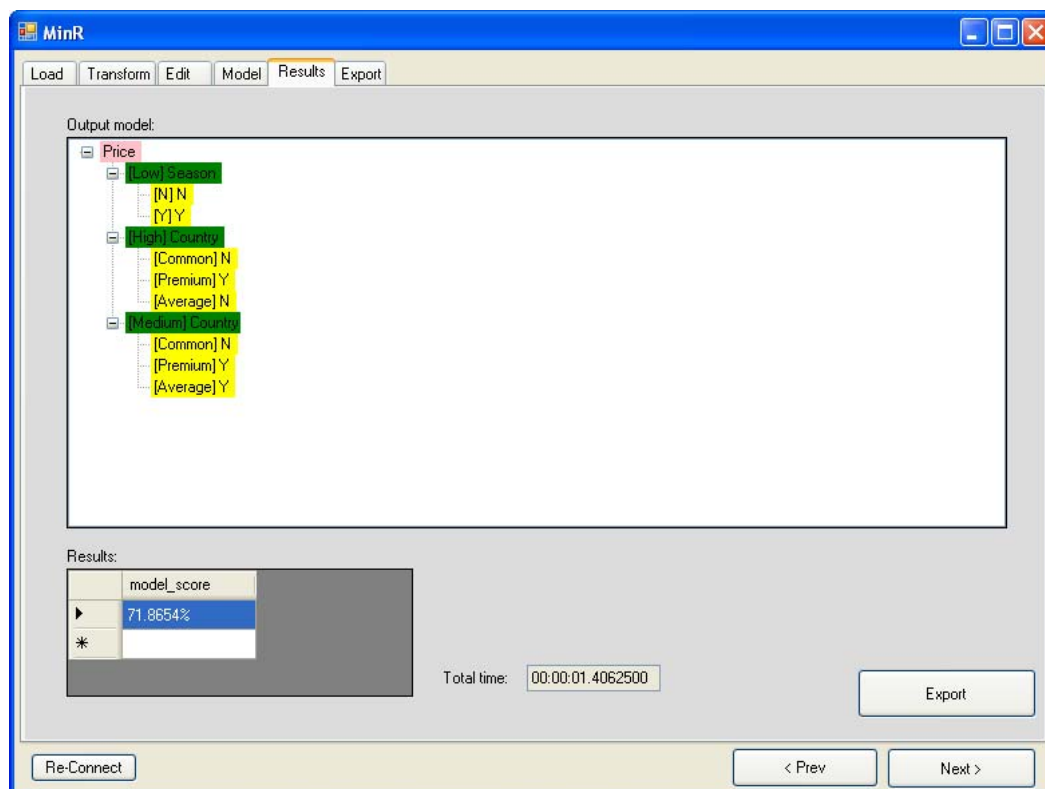 MinR
Load Transform Edit Model Results Export
Output model:
Price
[Low] Season
[N] N
[Y] Y
[High] Country
[Common] N
[Premium] Y
[Average] N
[Medium] Country
[Common] N
[Premium] Y
[Average] Y
Results:
model_score
71.8654%
Total time: 00:00:01.4062500
Export
Re-Connect < Prev Next >